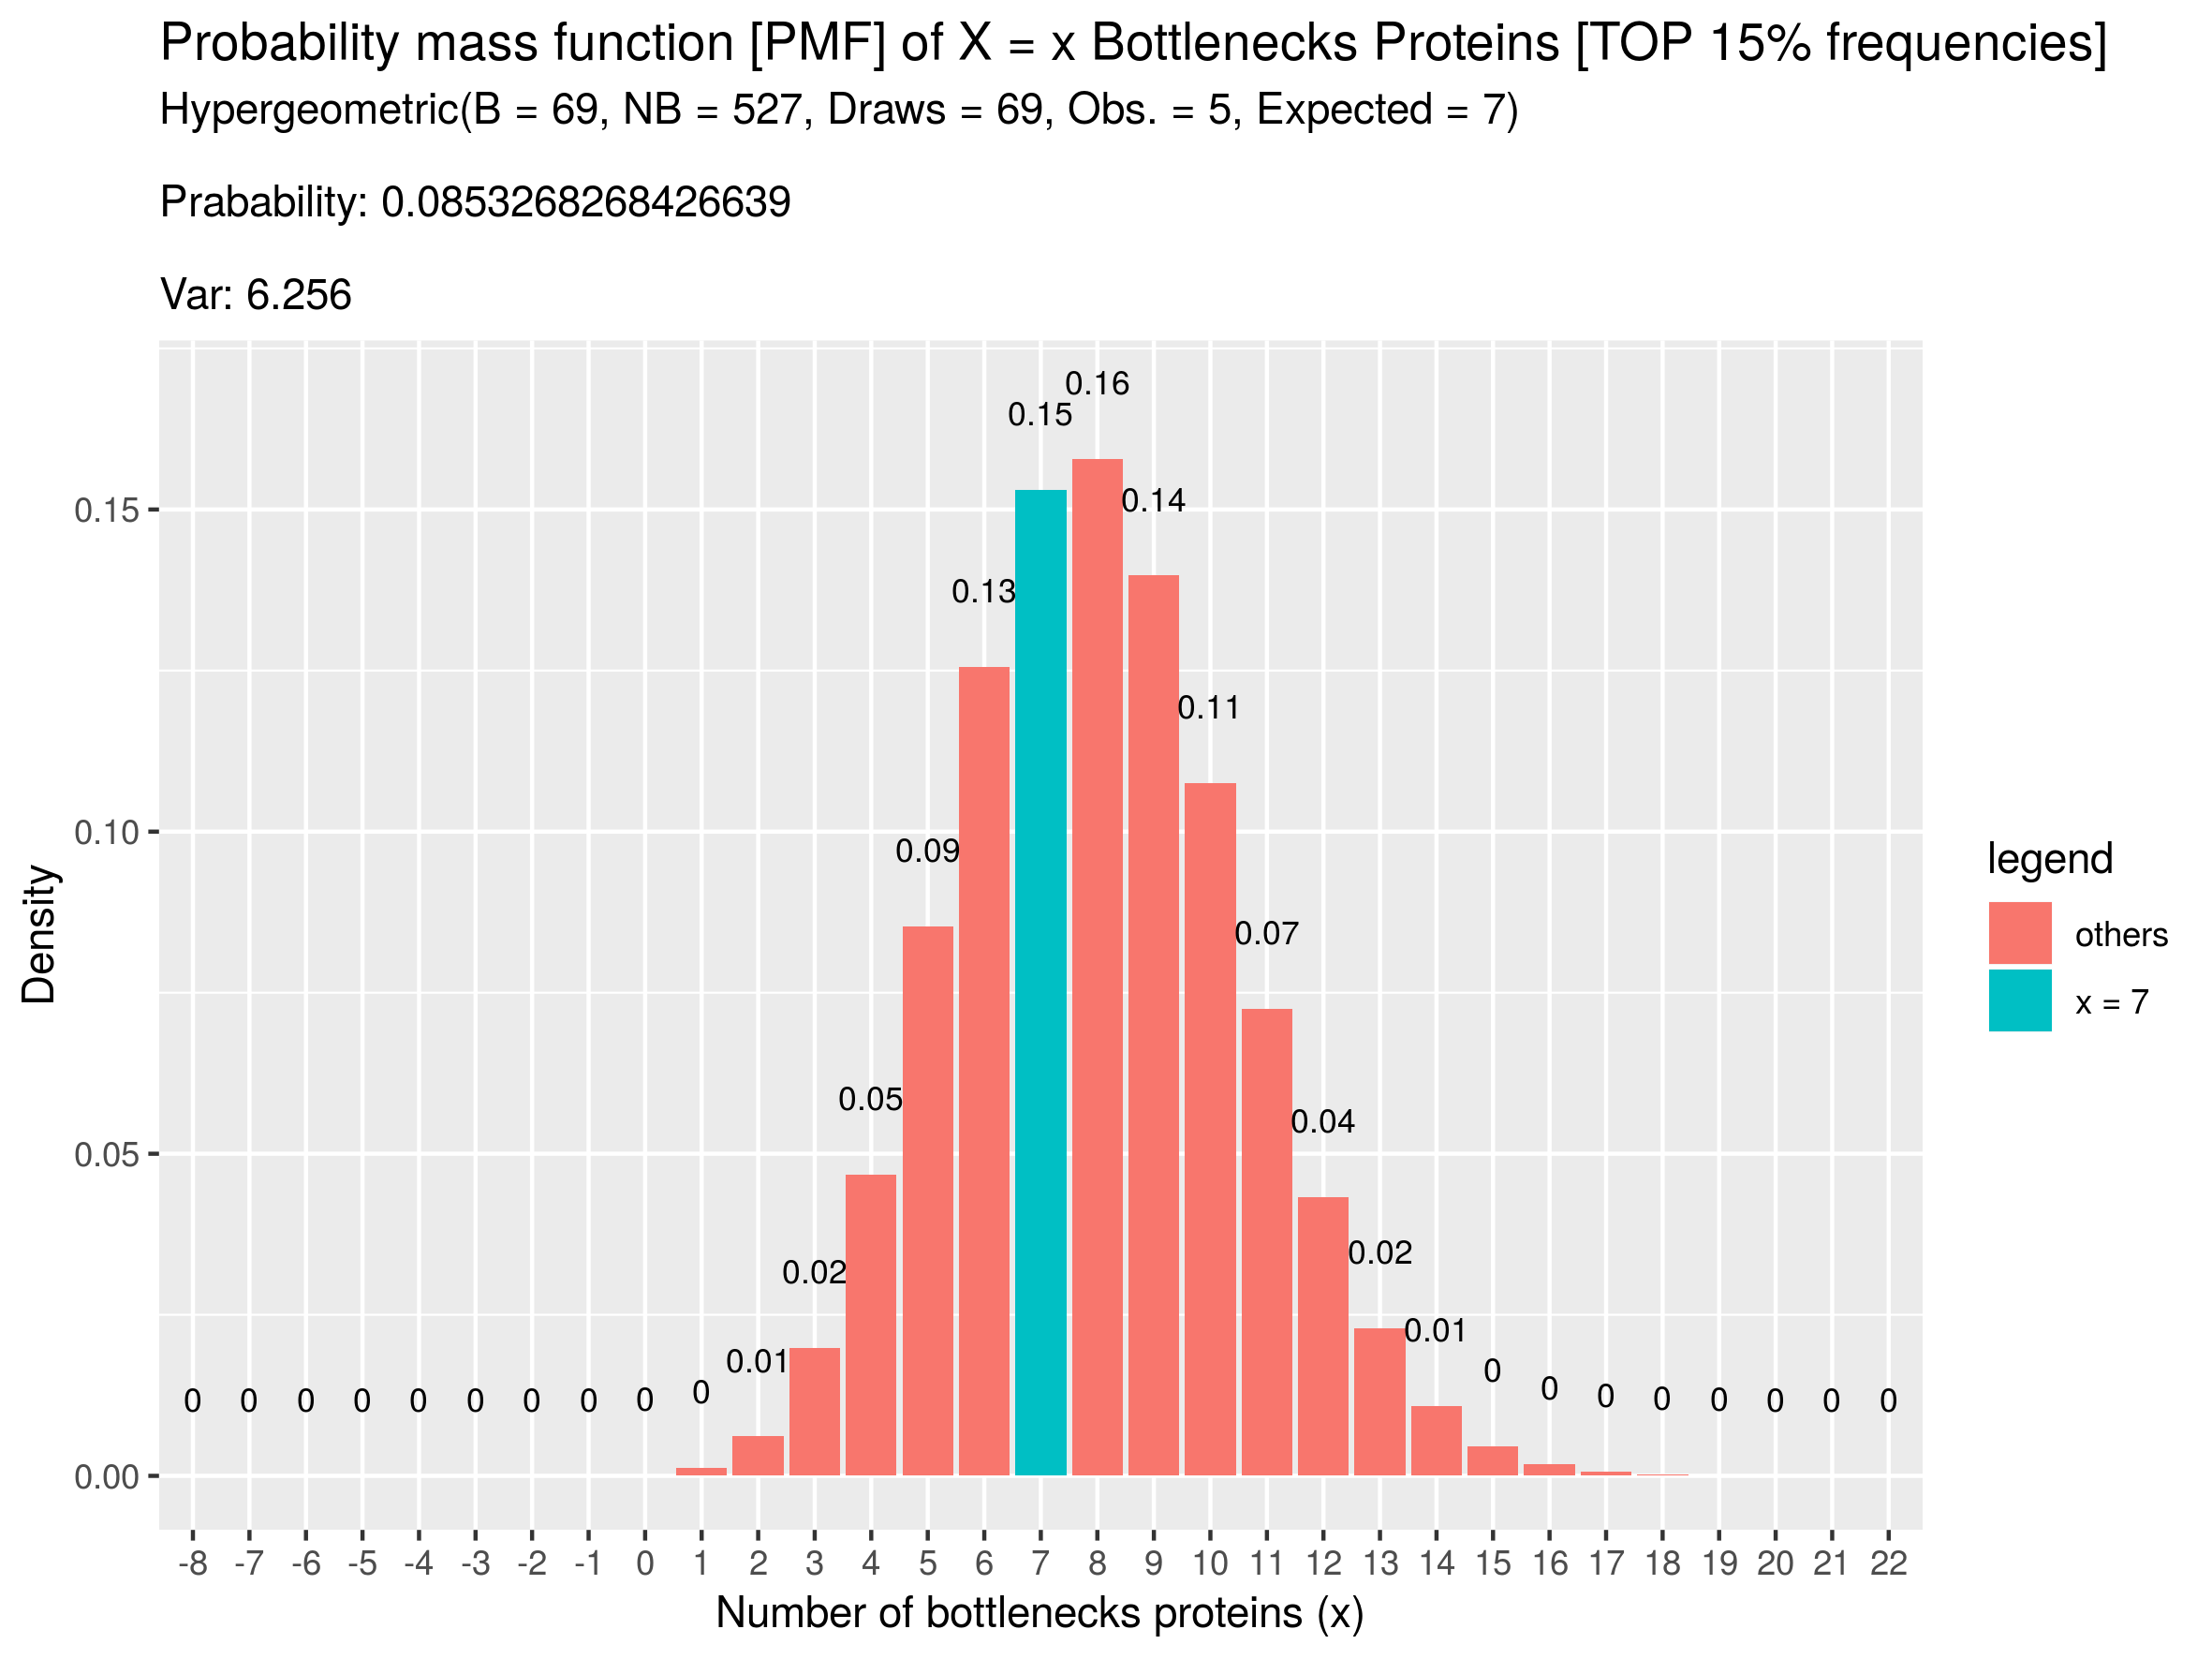 Probability mass function [PMF] of X = x Bottlenecks Proteins [TOP 15% frequencies]
Hypergeometric(B = 69, NB = 527, Draws = 69, Obs. = 5, Expected = 7)
Prabability: 0.0853268268426639
Var: 6.256
0.16
0.15
0.14
0.13
0.11
0.09
0.07
0.05
0.04
0.02
0.02
0.01
0.01
0 0 0 0 0 0 0 0 0 0
0 0 0 0 0 0 0 0
0.15
0.10
0.05
0.00
Density
-8 -7 -6 -5 -4 -3 -2 -1 0 1 2 3 4 5 6 7 8 9 10 11 12 13 14 15 16 17 18 19 20 21 22
Number of bottlenecks proteins (x)
legend
others
x = 7